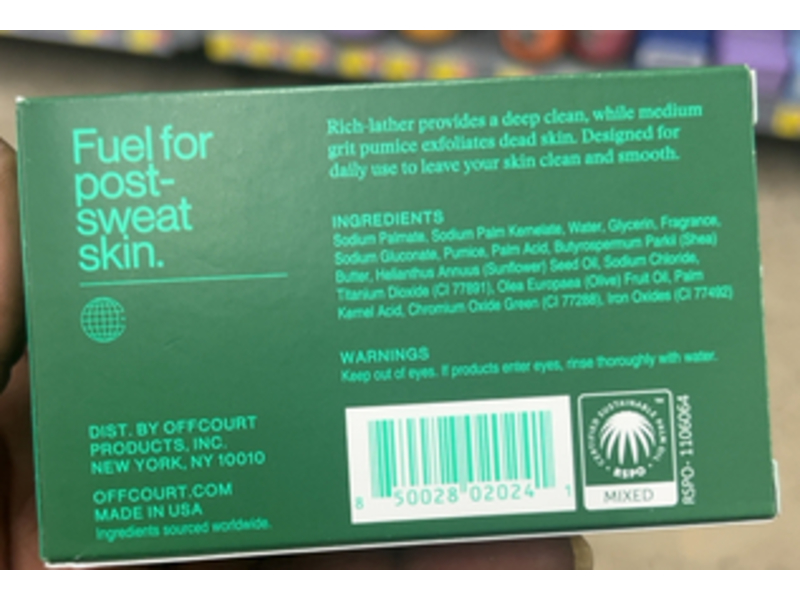 Fuel for
post-
sweat
skin.
DIST. BY OFFCOURT
PRODUCTS, INC.
NEW YORK, NY 10010
OFFCOURT.COM
MADE IN USA
Ingredients sourced worldwide.
Rich-lather provides a deep clean, while medium
grit pumice exfoliates dead skin. Designed for
daily use to leave your skin clean and smooth.
INGREDIENTS
Sodium Palmate, Sodium Palm Kernelate, Water, Glycerin, Fragrance,
Sodium Gluconate, Pumice, Palm Acid, Butyrospermum Parkii (Shea)
Butter, Helianthus Annuus (Sunflower) Seed Oil, Sodium Chloride,
Titanium Dioxide (CI 77891), Olea Europaea (Olive) Fruit Oil, Palm
Kernel Acid, Chromium Oxide Green (CI 77288), Iron Oxides (CI 77492)
WARNINGS
Keep out of eyes. If products enter eyes, rinse thoroughly with water.
8 50028 02024 1
CERTIFIED SUSTAINABLE PALM OIL
RSPO
TM
MIXED
RSPO- 1106064